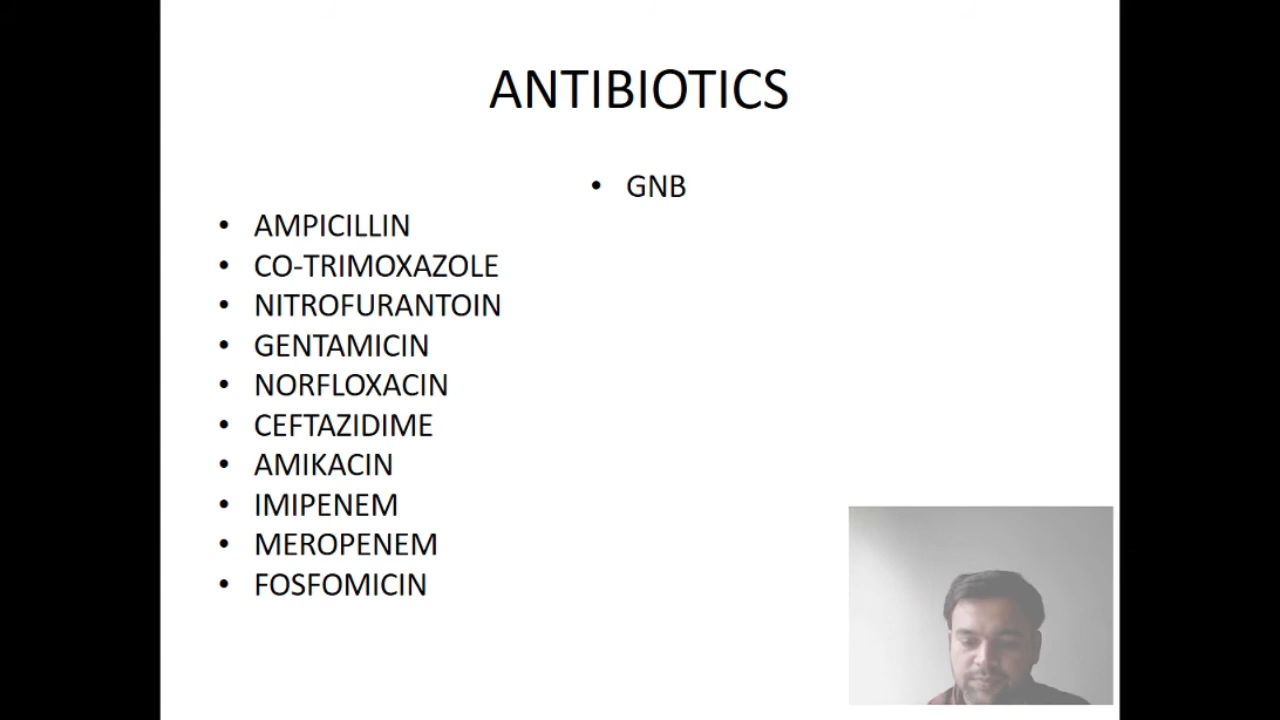 ANTIBIOTICS
• GNB
• AMPICILLIN
• CO-TRIMOXAZOLE
• NITROFURANTOIN
• GENTAMICIN
• NORFLOXACIN
• CEFTAZIDIME
• AMIKACIN
• IMIPENEM
• MEROPENEM
• FOSFOMICIN